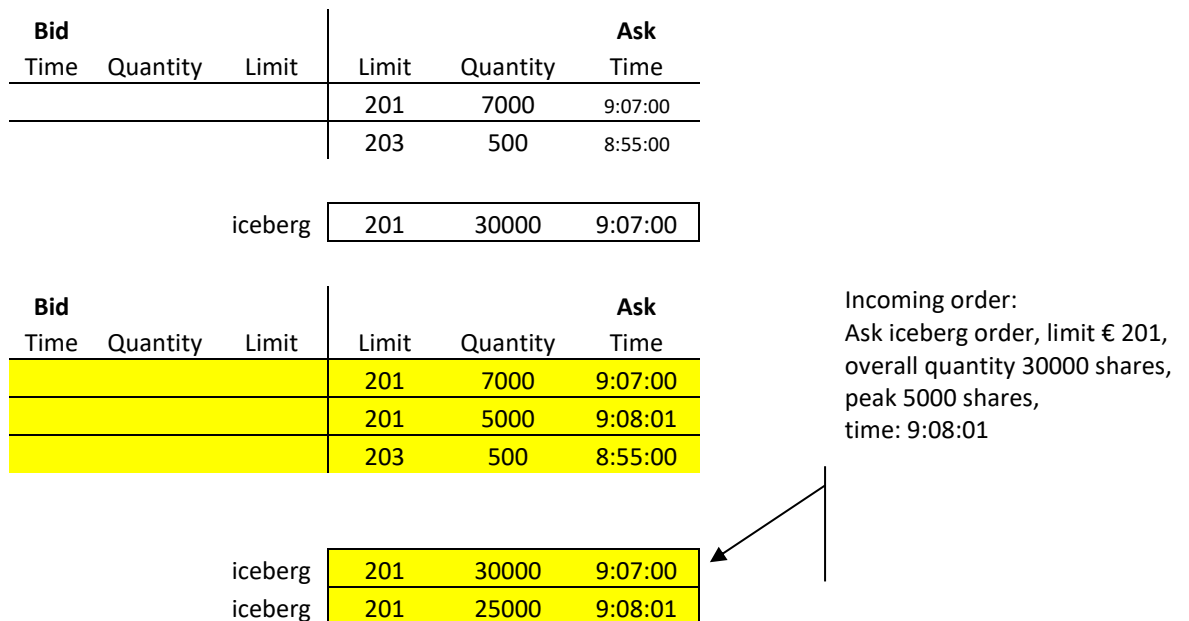 Bid Ask
Time Quantity Limit Limit Quantity Time
201 7000 9:07:00
203 500 8:55:00
iceberg 201 30000 9:07:00
Bid Ask
Time Quantity Limit Limit Quantity Time
201 7000 9:07:00
201 5000 9:08:01
203 500 8:55:00
iceberg 201 30000 9:07:00
iceberg 201 25000 9:08:01
Incoming order:
Ask iceberg order, limit € 201,
overall quantity 30000 shares,
peak 5000 shares,
time: 9:08:01